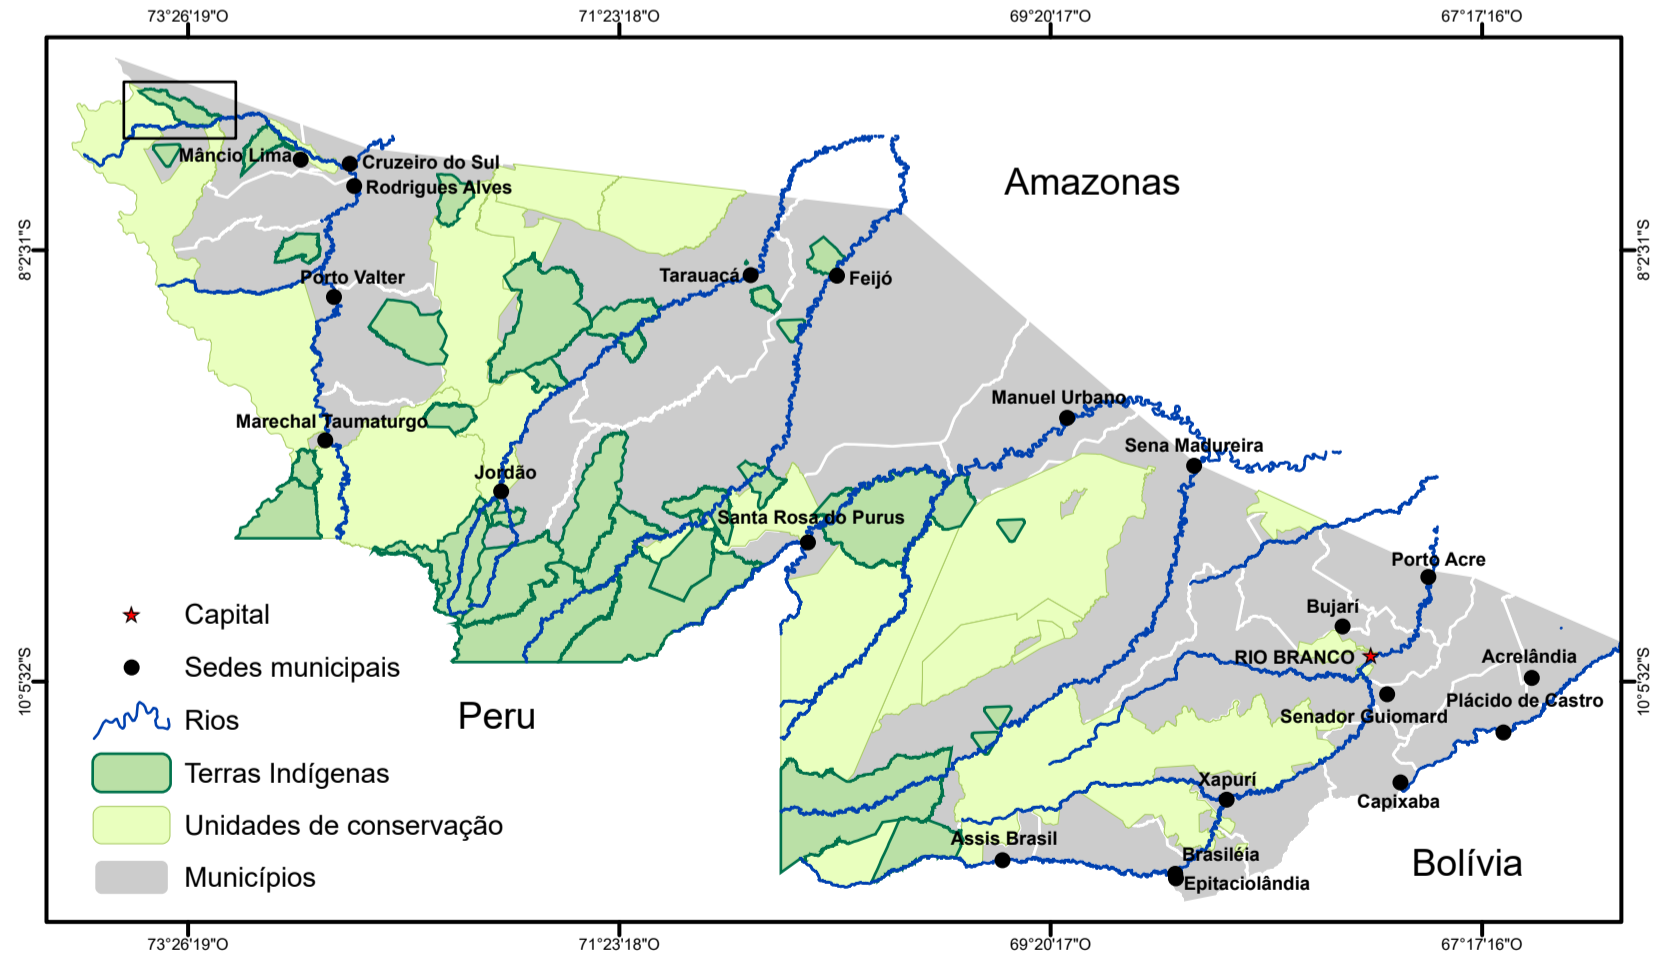 73°26'19"O
71°23'18"O
69°20'17"O
67°17'16"O
Mâncio Lima
Cruzeiro do Sul
Rodrigues Alves
Amazonas
8°2'31"S
8°2'31"S
Porto Valter
Tarauacá
Feijó
Manuel Urbano
Marechal Taumaturgo
Sena Madureira
Jordão
Santa Rosa do Purus
Porto Acre
Bujarí
Capital
RIO BRANCO
Acrelândia
Sedes municipais
10°5'32"S
10°5'32"S
Plácido de Castro
Senador Guiomard
Peru
Rios
Terras Indígenas
Xapurí
Capixaba
Unidades de conservação
Assis Brasil
Brasiléia
Bolívia
Epitaciolândia
Municípios
73°26'19"O
71°23'18"O
69°20'17"O
67°17'16"O